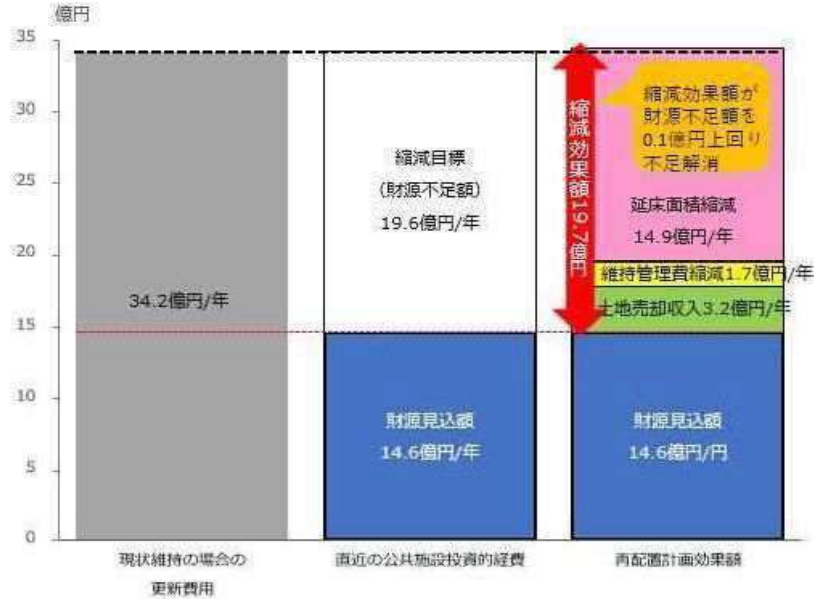 億円
35
30
25
20
15
10
5
0
34.2億円/年
縮減目標
(財源不足額)
19.6億円/年
財源見込額
14.6億円/年
縮減効果額19.7億円
縮減効果額が
財源不足額を
0.1億円上回り
不足解消
延床面積縮減
14.9億円/年
維持管理費縮減1.7億円/年
土地売却収入3.2億円/年
財源見込額
14.6億円/円
現状維持の場合の
更新費用
直近の公共施設投資的経費
再配置計画効果額